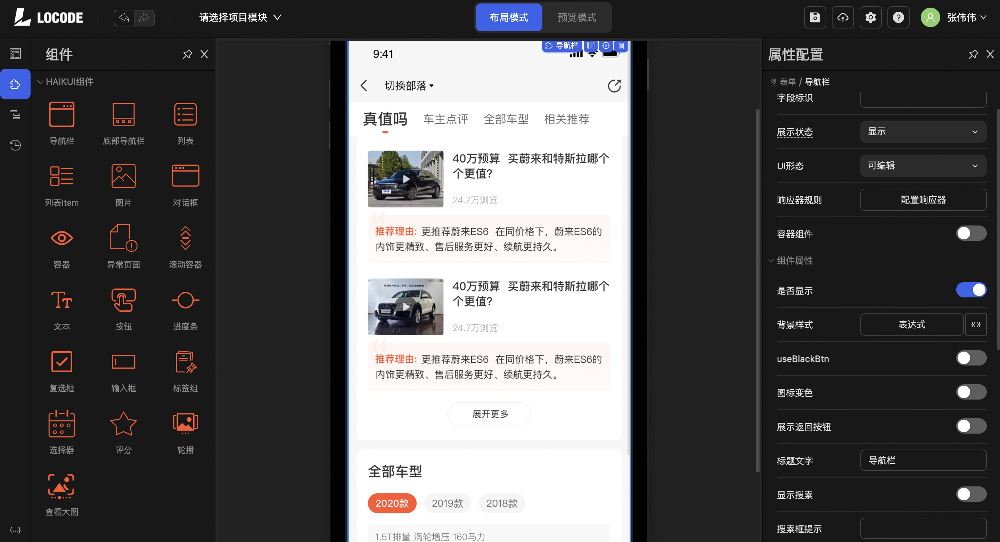 LOCODE
请选择项目模块
布局模式
预览模式
张伟伟
组件
HAIKUI组件
导航栏
底部导航栏
列表
列表Item
图片
对话框
容器
异常页面
滚动容器
文本
按钮
进度条
复选框
输入框
标签组
选择器
评分
轮播
查看大图
{...}
导航栏
9:41
切换部落
真值吗
车主点评
全部车型
相关推荐
40万预算 买蔚来和特斯拉哪个
个更值?
24.7万浏览
推荐理由: 更推荐蔚来ES6 在同价格下，蔚来ES6的
内饰更精致、售后服务更好、续航更持久。
40万预算 买蔚来和特斯拉哪个
个更值?
24.7万浏览
推荐理由: 更推荐蔚来ES6 在同价格下，蔚来ES6的
内饰更精致、售后服务更好、续航更持久。
展开更多
全部车型
2020款
2019款
2018款
1.5T排量 涡轮增压 160马力
属性配置
表单 / 导航栏
字段标识
展示状态
显示
UI形态
可编辑
响应器规则
配置响应器
容器组件
组件属性
是否显示
背景样式
表达式
{{ }}
useBlackBtn
图标变色
展示返回按钮
标题文字
导航栏
显示搜索
搜索框提示